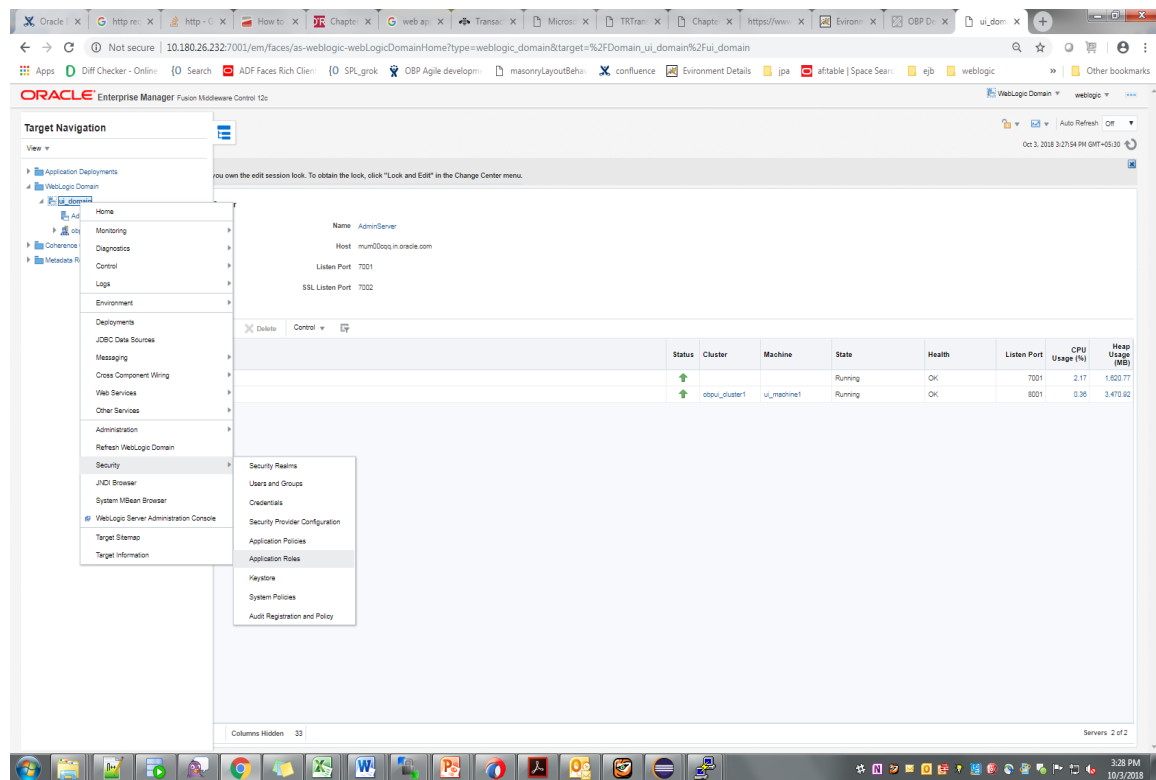 Oracle
http rec
http - G
How to
Chapte
web ap
Transac
Microsc
TRTran
Chapter
https://www
Evironn
OBP De
ui_dom
Not secure | 10.180.26.232:7001/em/faces/as-weblogic-webLogicDomainHome?type=weblogic_domain&target=%2FDomain_ui_domain%2Fui_domain
Apps Diff Checker - Online {O Search ADF Faces Rich Clien {O SPL_grok OBP Agile developm masonryLayoutBehav confluence Evironment Details jpa afitable | Space Searc ejb weblogic » Other bookmarks
ORACLE Enterprise Manager Fusion Middleware Control 12c
WebLogic Domain weblogic
Target Navigation
Auto Refresh Off
View
Oct 3, 2018 3:27:54 PM GMT+05:30
Application Deployments
you own the edit session lock. To obtain the lock, click "Lock and Edit" in the Change Center menu.
WebLogic Domain
ui_domain
Ad
ob
Coherence
Metadata R
r
Name AdminServer
Host mum00cqq.in.oracle.com
Listen Port 7001
SSL Listen Port 7002
Home
Monitoring
Diagnostics
Control
Logs
Environment
Deployments
JDBC Data Sources
Messaging
Cross Component Wiring
Web Services
Other Services
Administration
Refresh WebLogic Domain
Security
JNDI Browser
System MBean Browser
WebLogic Server Administration Console
Target Sitemap
Target Information
Security Realms
Users and Groups
Credentials
Security Provider Configuration
Application Policies
Application Roles
Keystore
System Policies
Audit Registration and Policy
Delete Control
Status Cluster Machine State Health Listen Port CPU Usage (%) Heap Usage (MB)
Running OK 7001 2.17 1,620.77
obpui_cluster1 ui_machine1 Running OK 8001 0.36 3,470.92
Columns Hidden 33
Servers 2 of 2
3:28 PM
10/3/2018